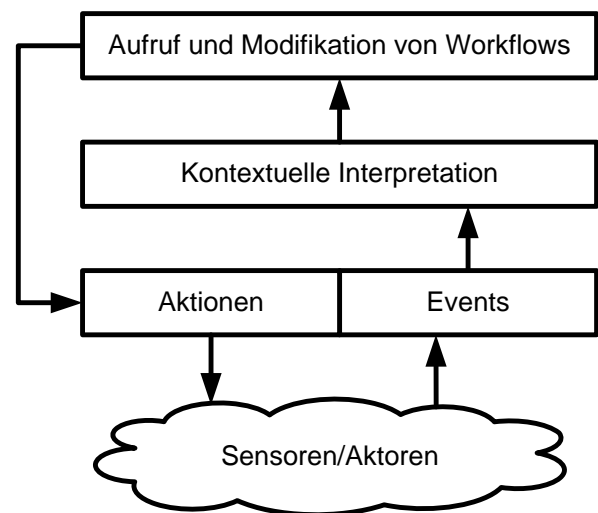 Aufruf und Modifikation von Workflows
Kontextuelle Interpretation
Aktionen
Events
Sensoren/Aktoren